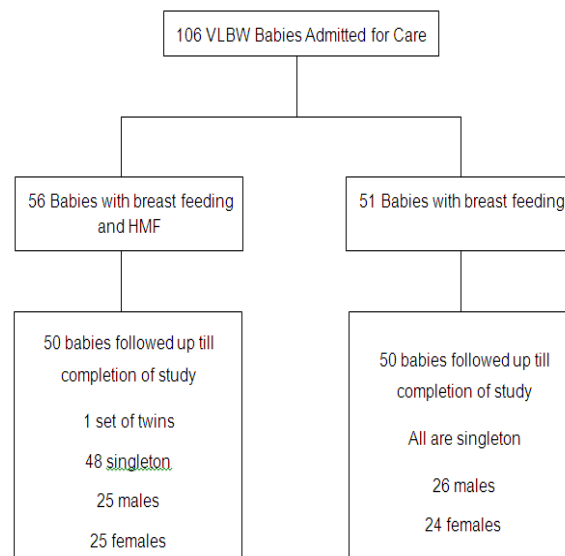 106 VLBW Babies Admitted for Care
56 Babies with breast feeding
and HMF
51 Babies with breast feeding
50 babies followed up till
completion of study
1 set of twins
48 singleton
25 males
25 females
50 babies followed up till
completion of study
All are singleton
26 males
24 females